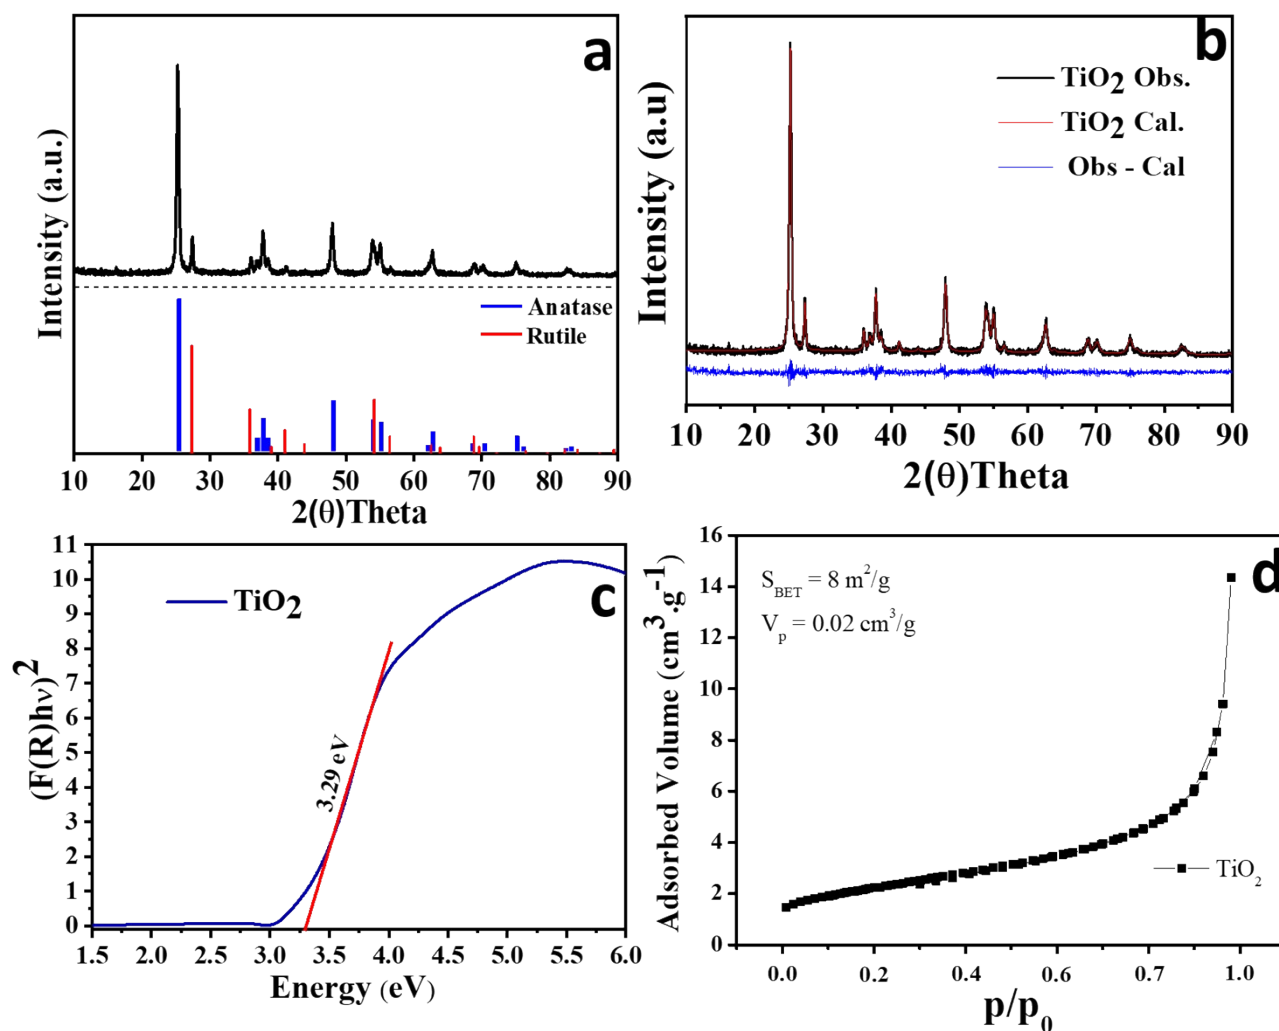 a
Intensity (a.u.)
Anatase
Rutile
10 20 30 40 50 60 70 80 90
2(θ)Theta
b
TiO2 Obs.
TiO2 Cal.
Obs - Cal
Intensity (a.u)
10 20 30 40 50 60 70 80 90
2(θ)Theta
c
TiO2
(F(R)hν)2
11
10
9
8
7
6
5
4
3
2
1
0
3.29 eV
1.5 2.0 2.5 3.0 3.5 4.0 4.5 5.0 5.5 6.0
Energy (eV)
d
SBET = 8 m2/g
Vp = 0.02 cm3/g
Adsorbed Volume (cm3.g-1)
16
14
12
10
8
6
4
2
0
TiO2
0.0 0.2 0.4 0.6 0.7 1.0
p/p0